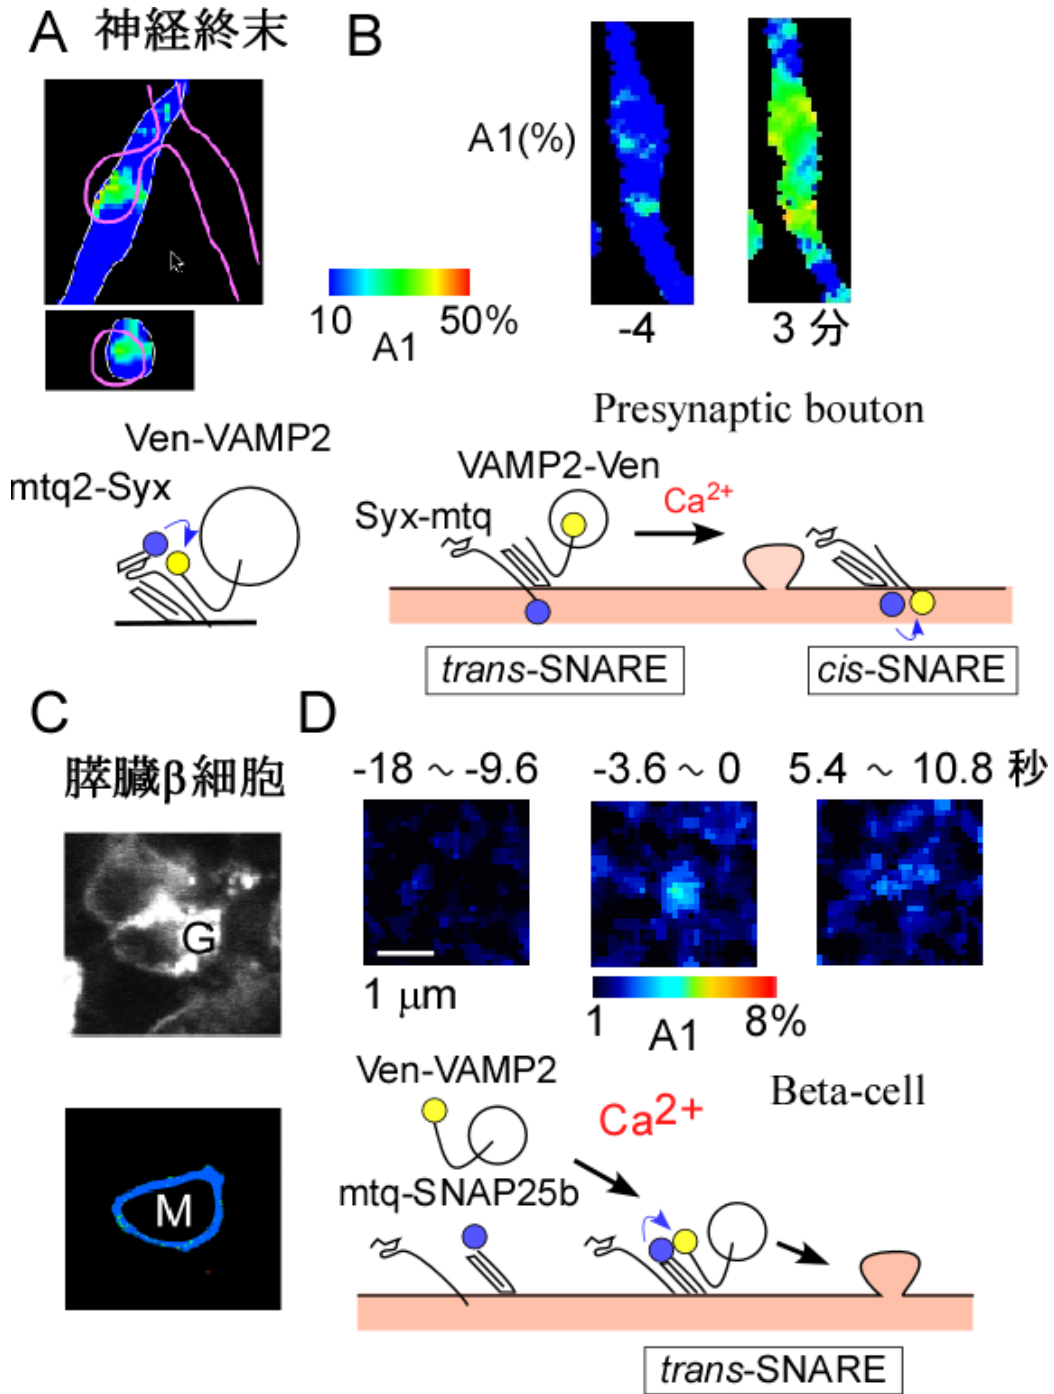 A 神経終末
B
A1(%)
10 50%
A1
-4
3 分
Presynaptic bouton
Ven-VAMP2
mtq2-Syx
VAMP2-Ven
Syx-mtq
Ca2+
trans-SNARE
cis-SNARE
C
膵臓β細胞
G
M
D
-18 ~ -9.6
-3.6 ~ 0
5.4 ~ 10.8 秒
1 μm
1 8%
A1
Ven-VAMP2
Ca2+
Beta-cell
mtq-SNAP25b
trans-SNARE